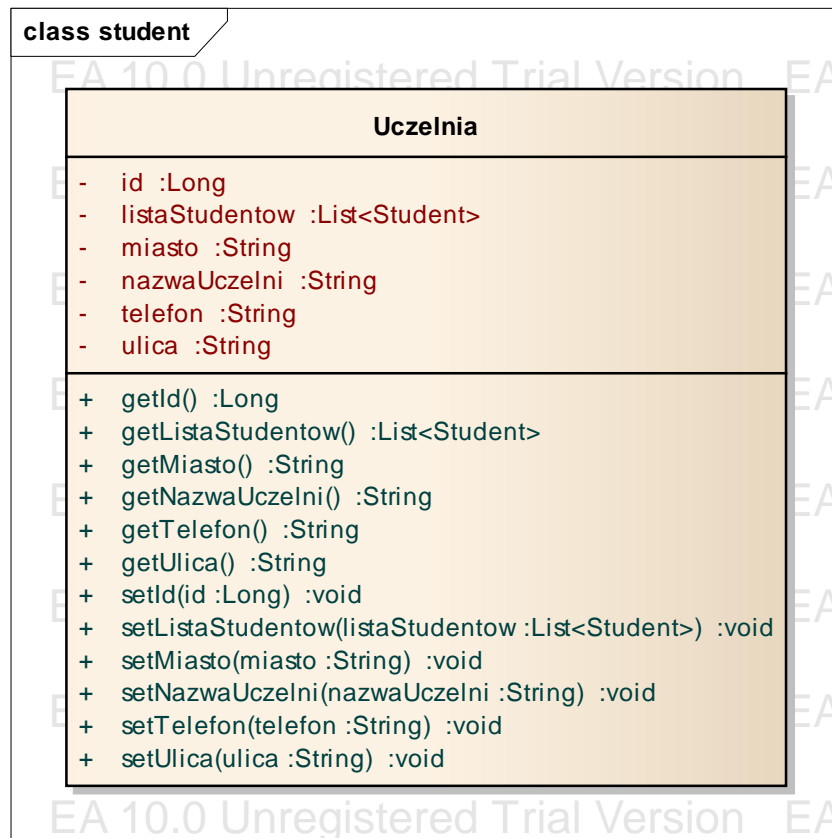 class student
EA 10.0 Unregistered Trial Version EA
Uczelnia
- id :Long
- listaStudentow :List<Student>
- miasto :String
- nazwaUczelni :String
- telefon :String
- ulica :String
+ getId() :Long
+ getListaStudentow() :List<Student>
+ getMiasto() :String
+ getNazwaUczelni() :String
+ getTelefon() :String
+ getUlica() :String
+ setId(id :Long) :void
+ setListaStudentow(listaStudentow :List<Student>) :void
+ setMiasto(miasto :String) :void
+ setNazwaUczelni(nazwaUczelni :String) :void
+ setTelefon(telefon :String) :void
+ setUlica(ulica :String) :void
EA 10.0 Unregistered Trial Version EA